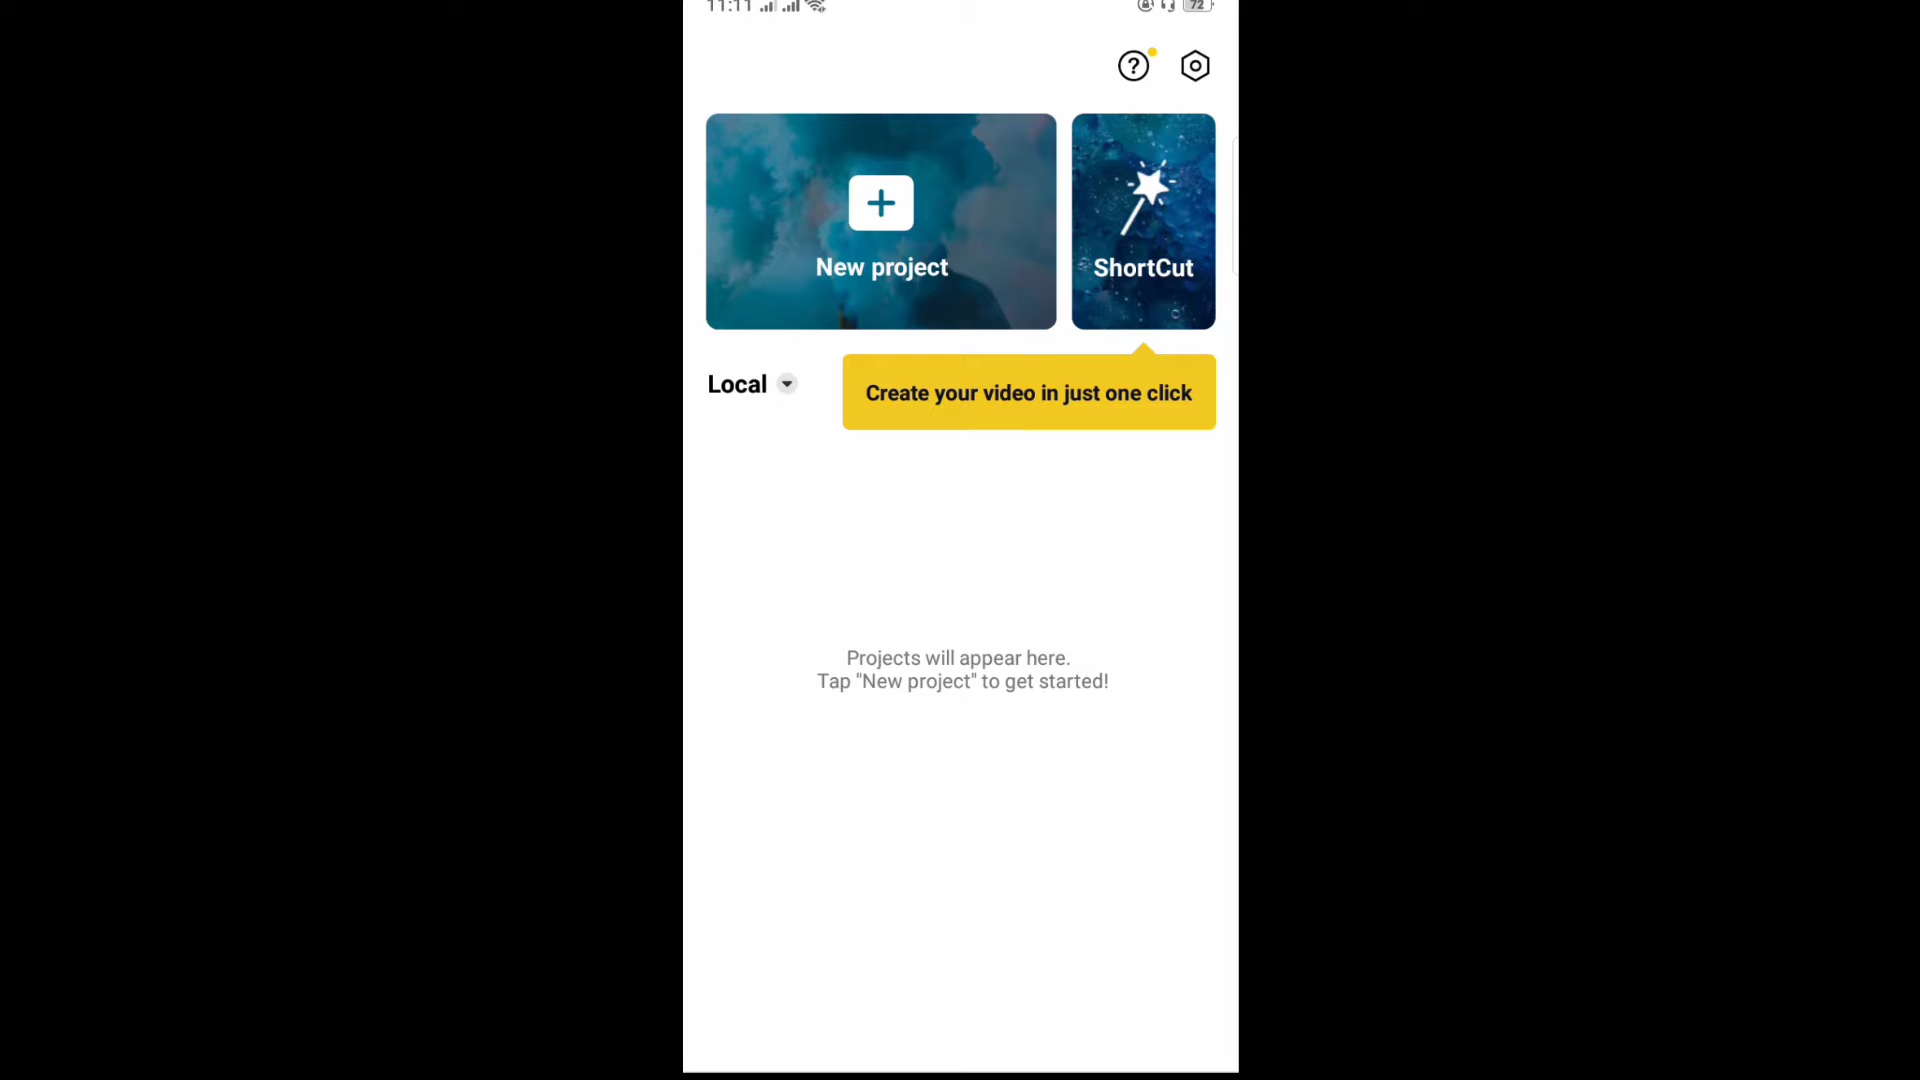 11:11
72
New project
ShortCut
Local
Create your video in just one click
Projects will appear here.
Tap "New project" to get started!